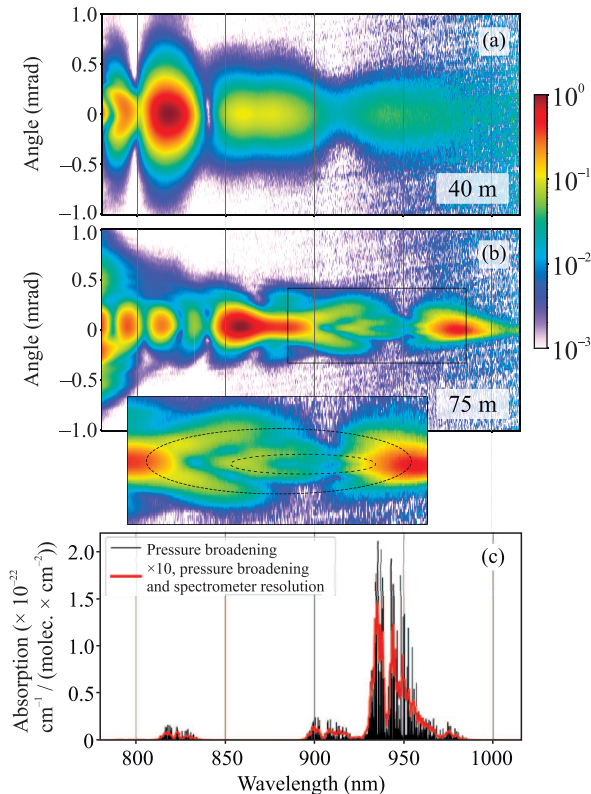 1.0
(a)
0.5
0
−0.5
−1.0
Angle (mrad)
40 m
10⁰
10⁻¹
10⁻²
10⁻³
1.0
(b)
0.5
0
−0.5
−1.0
Angle (mrad)
75 m
2.0
1.5
1.0
0.5
0
Absorption (× 10⁻²²
cm⁻¹ / (molec. × cm⁻²)
Pressure broadening
×10, pressure broadening
and spectrometer resolution
(c)
800 850 900 950 1000
Wavelength (nm)